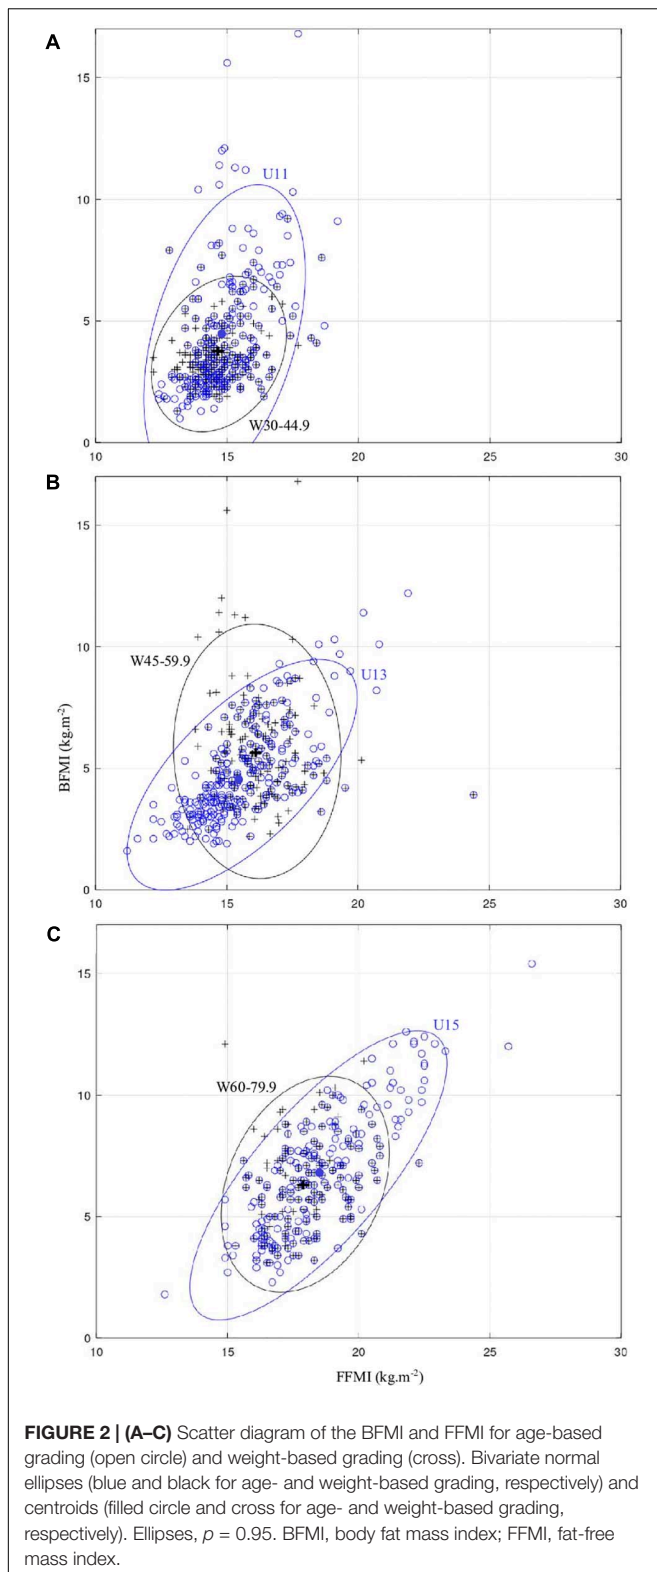 A
15
10
5
0
10
15
20
25
30
U11
W30-44.9
B
15
10
5
0
10
15
20
25
30
W45-59.9
U13
BFMI (kg.m-2)
C
15
10
5
0
10
15
20
25
30
U15
W60-79.9
FFMI (kg.m-2)
FIGURE 2 | (A–C) Scatter diagram of the BFMI and FFMI for age-based
grading (open circle) and weight-based grading (cross). Bivariate normal
ellipses (blue and black for age- and weight-based grading, respectively) and
centroids (filled circle and cross for age- and weight-based grading,
respectively). Ellipses, p = 0.95. BFMI, body fat mass index; FFMI, fat-free
mass index.